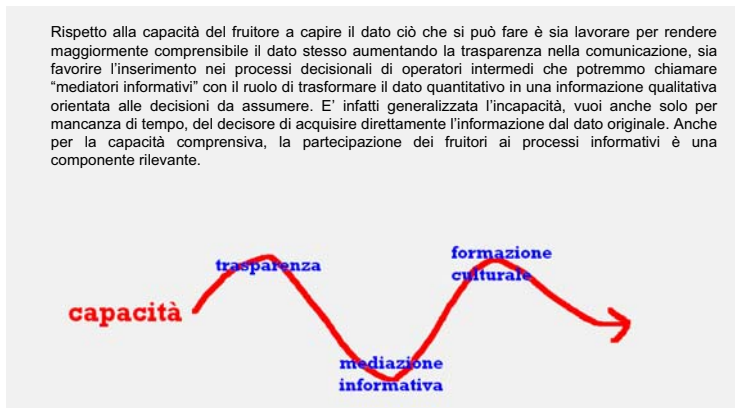 Rispetto alla capacità del fruitore a capire il dato ciò che si può fare è sia lavorare per rendere
maggiormente comprensibile il dato stesso aumentando la trasparenza nella comunicazione, sia
favorire l’inserimento nei processi decisionali di operatori intermedi che potremmo chiamare
“mediatori informativi” con il ruolo di trasformare il dato quantitativo in una informazione qualitativa
orientata alle decisioni da assumere. E’ infatti generalizzata l’incapacità, vuoi anche solo per
mancanza di tempo, del decisore di acquisire direttamente l’informazione dal dato originale. Anche
per la capacità comprensiva, la partecipazione dei fruitori ai processi informativi è una
componente rilevante.
formazione
culturale
trasparenza
capacità
mediazione
informativa